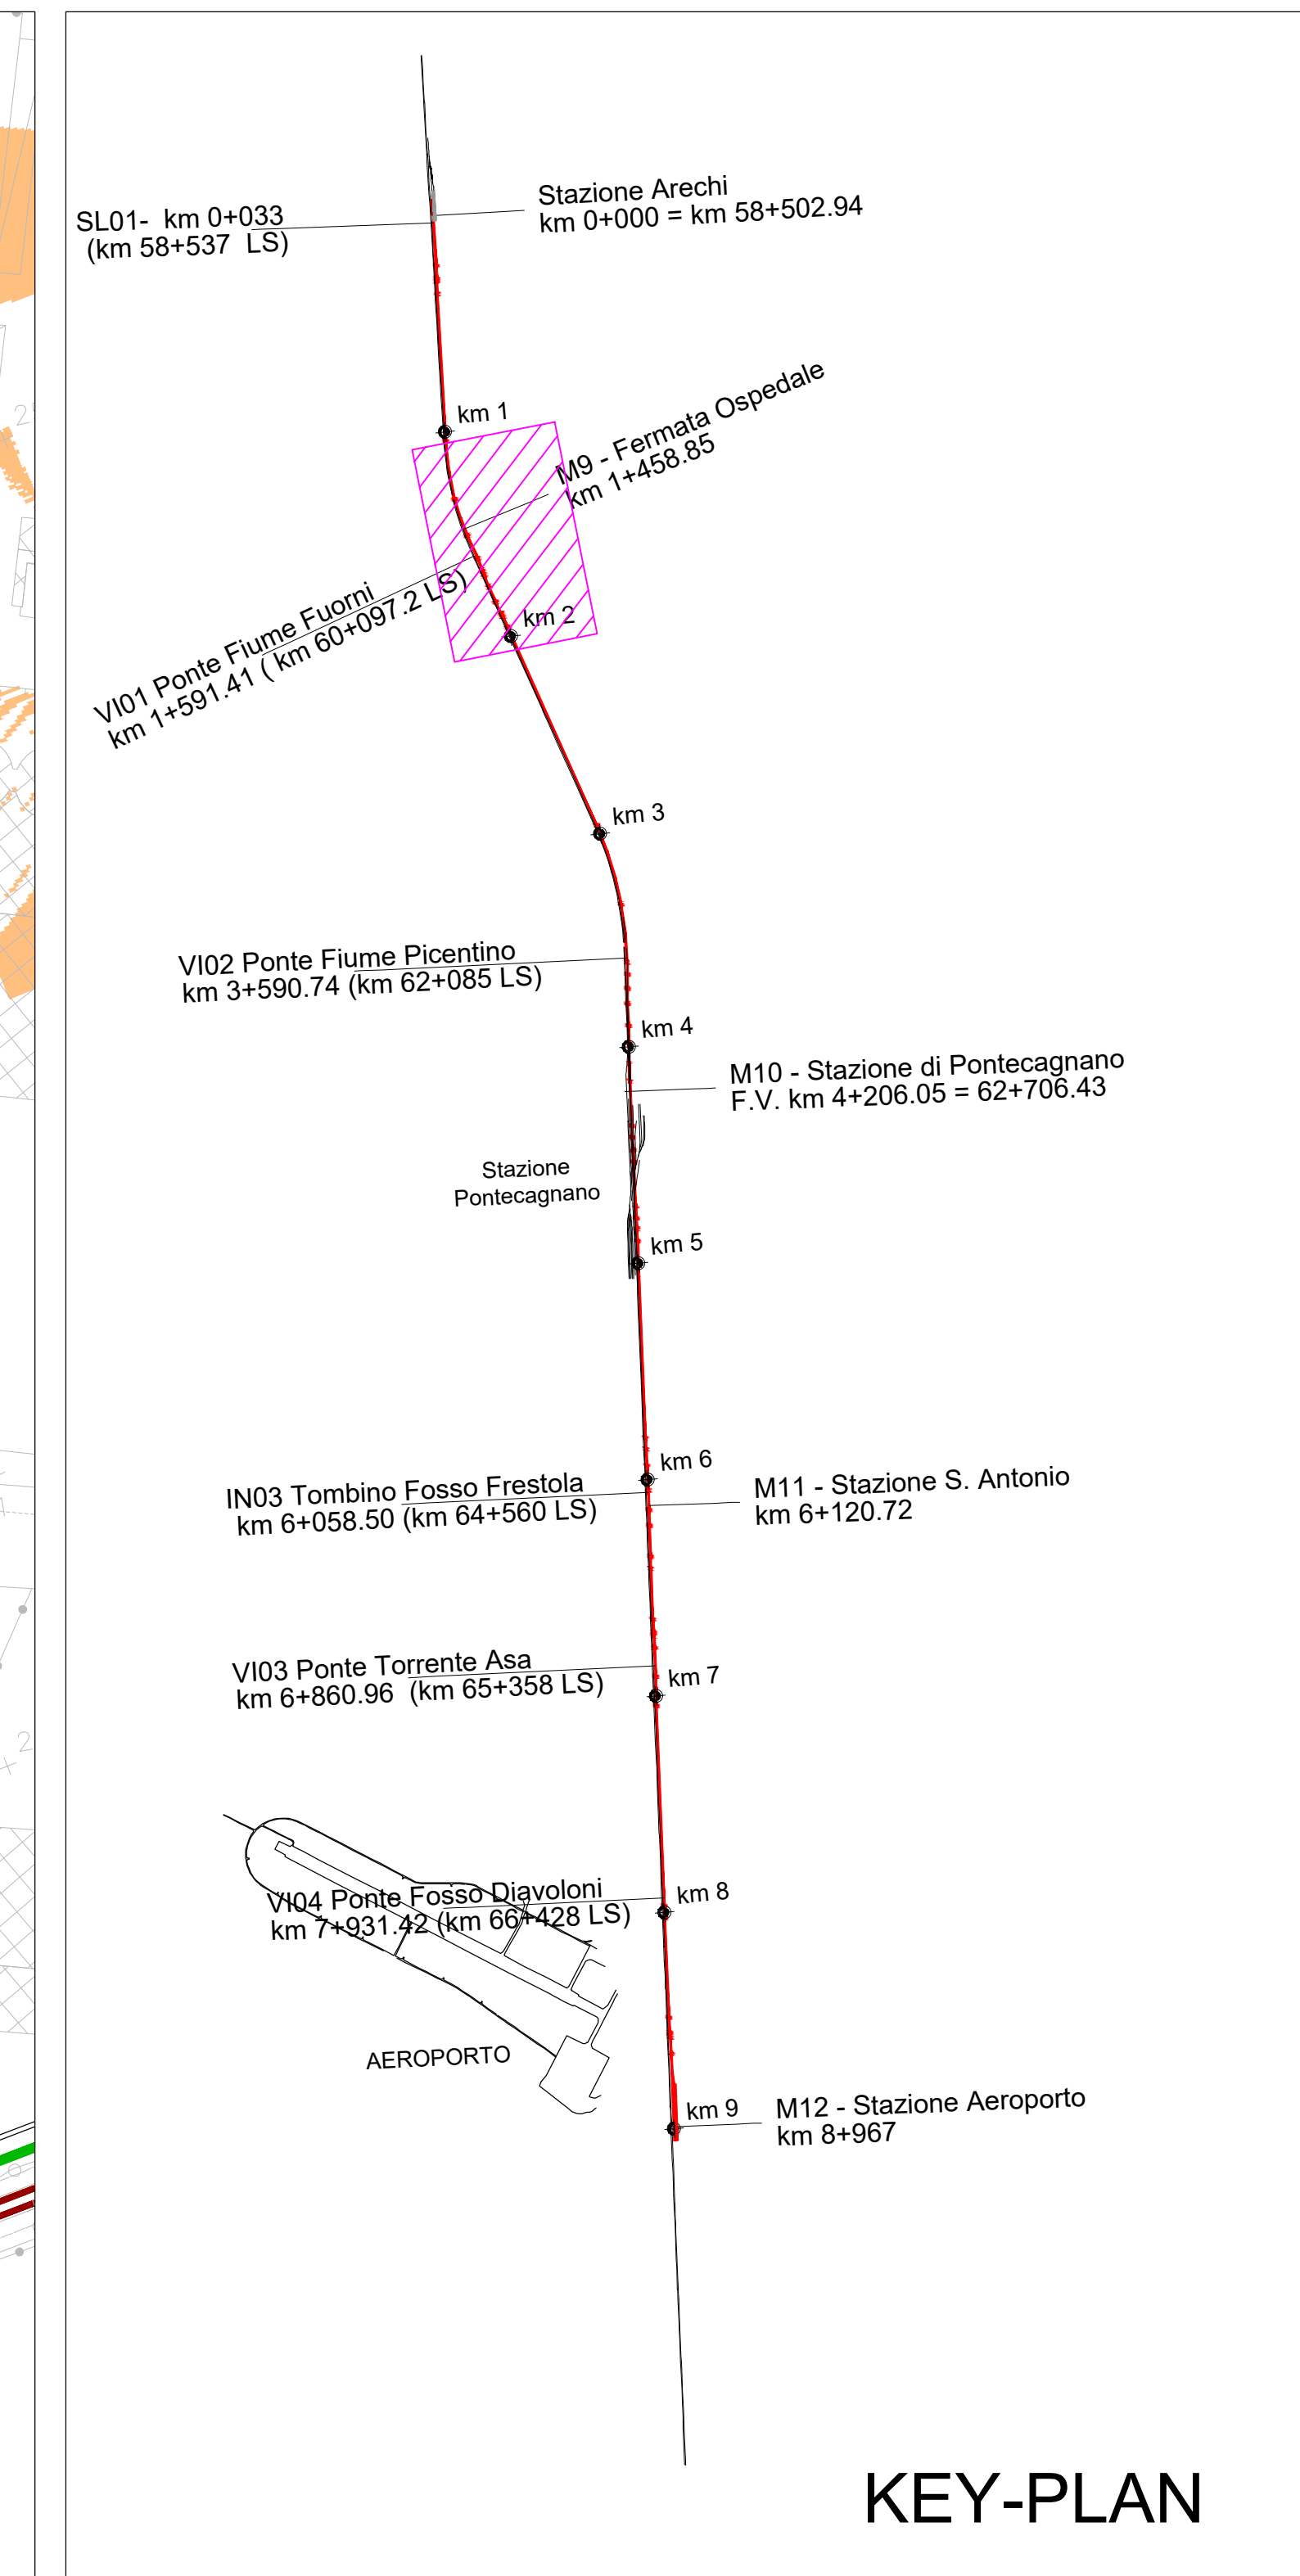 Stazione Arechi
km 0+000 = km 58+502.94
SL01-  km 0+033
(km 58+537  LS)
km 1
M9 - Fermata Ospedale
km 1+458.85
VI01 Ponte Fiume Fuorni
km 1+591.41 ( km 60+097.2 LS)
km 2
km 3
VI02 Ponte Fiume Picentino
km 3+590.74 (km 62+085 LS)
km 4
M10 - Stazione di Pontecagnano
F.V. km 4+206.05 = 62+706.43
Stazione
Pontecagnano
km 5
km 6
IN03 Tombino Fosso Frestola
km 6+058.50 (km 64+560 LS)
M11 - Stazione S. Antonio
km 6+120.72
VI03 Ponte Torrente Asa
km 6+860.96  (km 65+358 LS)
km 7
km 8
VI04 Ponte Fosso Diavoloni
km 7+931.42 (km 66+428 LS)
AEROPORTO
km 9
M12 - Stazione Aeroporto
km 8+967
KEY-PLAN